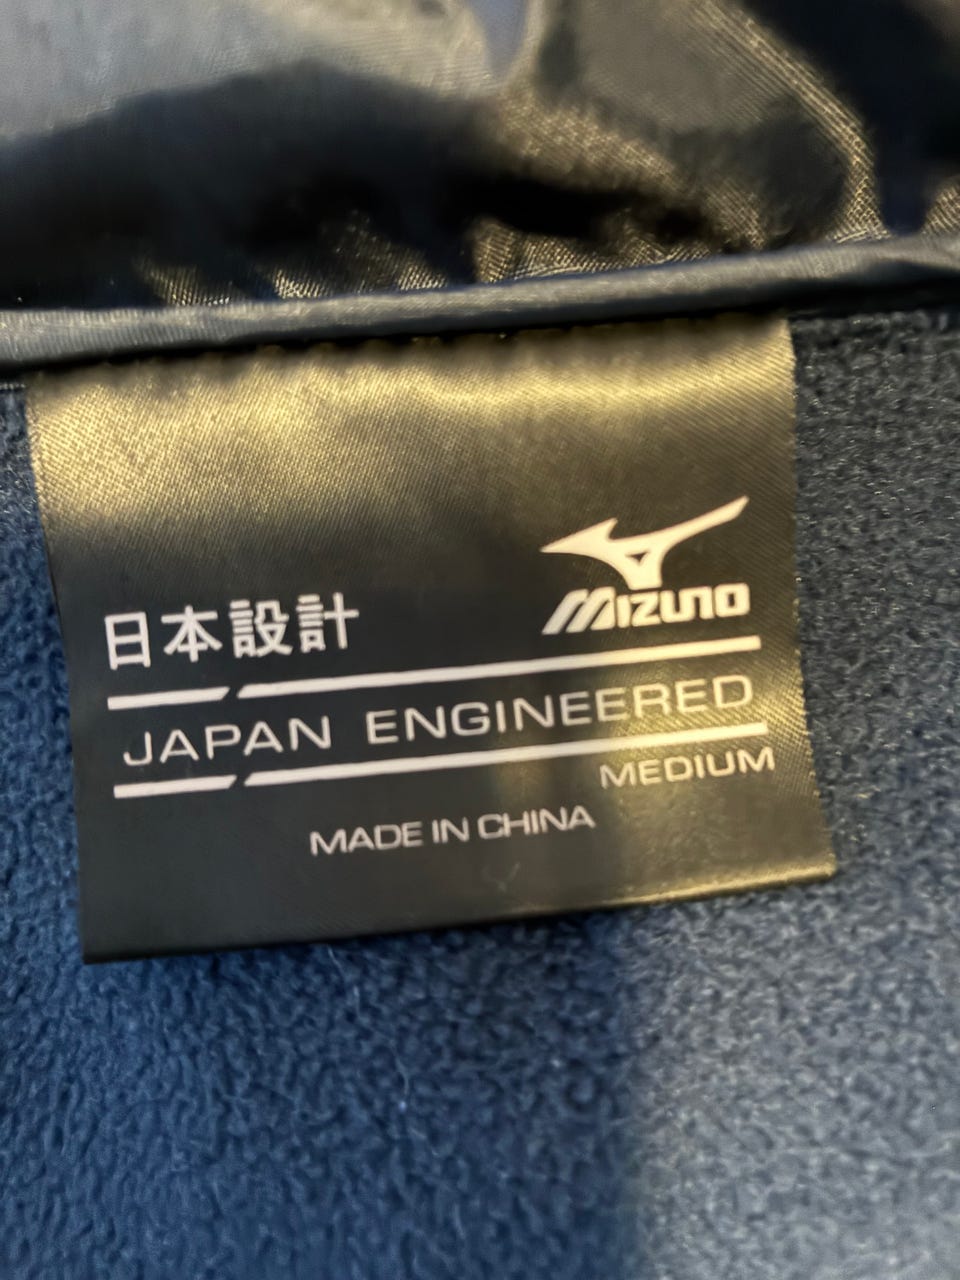 MIZUNO
日本設計
JAPAN ENGINEERED
MEDIUM
MADE IN CHINA